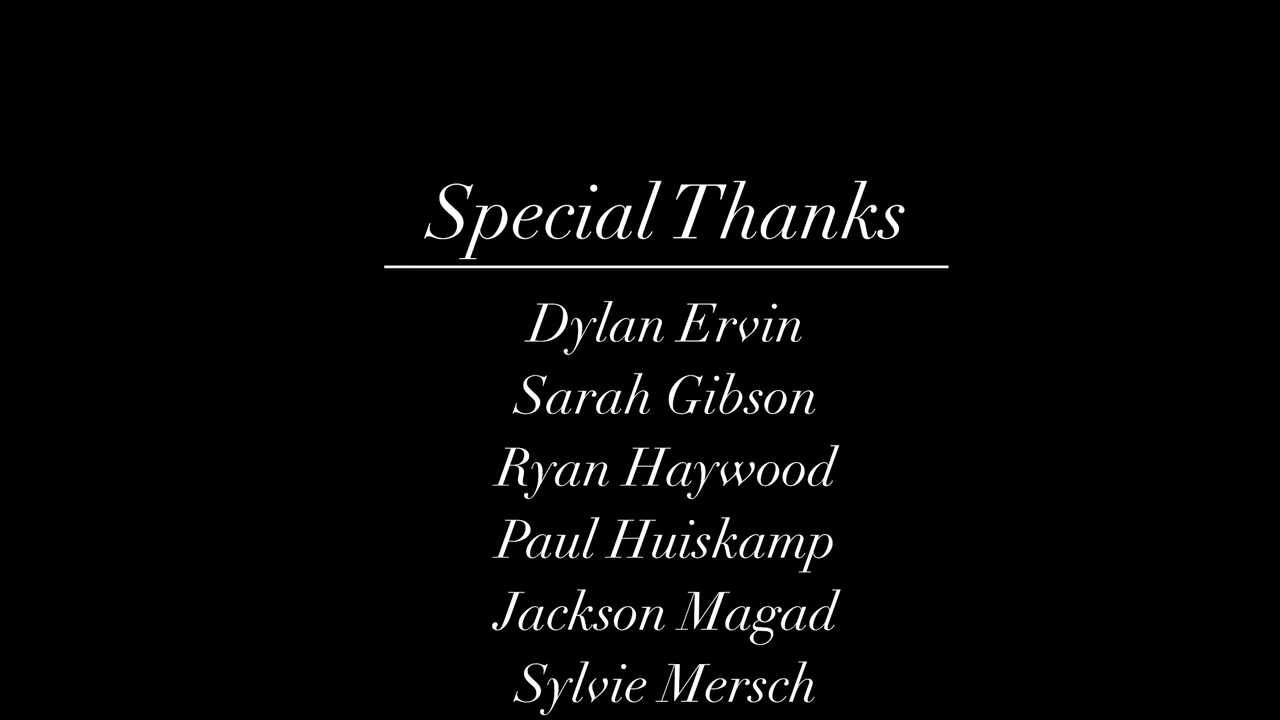 Special Thanks
Dylan Ervin
Sarah Gibson
Ryan Haywood
Paul Huiskamp
Jackson Magad
Sylvie Mersch